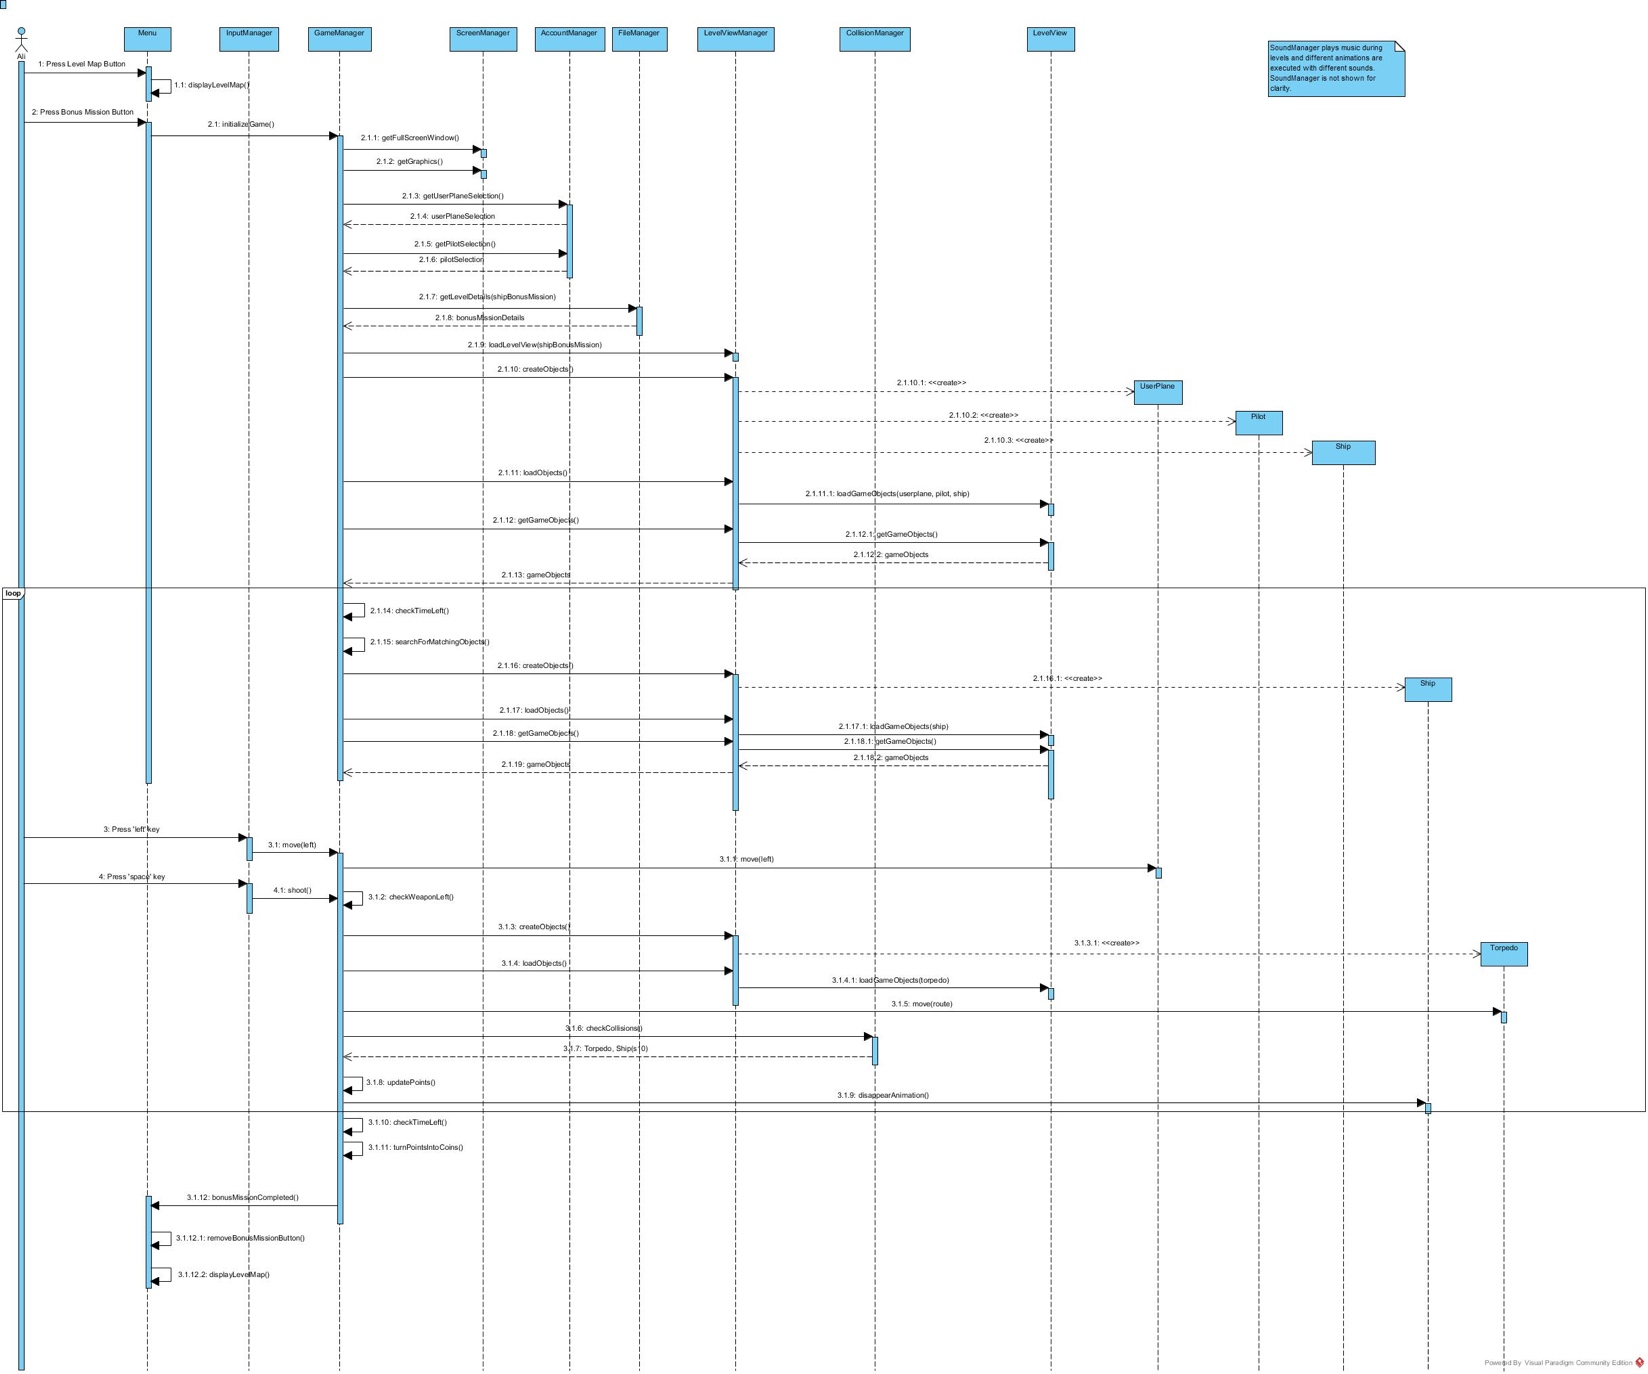 Ali
Menu
InputManager
GameManager
ScreenManager
AccountManager
FileManager
LevelViewManager
CollisionManager
LevelView
SoundManager plays music during
levels and different animations are
executed with different sounds.
SoundManager is not shown for
clarity.
1: Press Level Map Button
1.1: displayLevelMap()
2: Press Bonus Mission Button
2.1: initializeGame()
2.1.1: getFullScreenWindow()
2.1.2: getGraphics()
2.1.3: getUserPlaneSelection()
2.1.4: userPlaneSelection
2.1.5: getPilotSelection()
2.1.6: pilotSelection
2.1.7: getLevelDetails(shipBonusMission)
2.1.8: bonusMissionDetails
2.1.9: loadLevelView(shipBonusMission)
2.1.10: createObjects()
2.1.10.1: <<create>>
UserPlane
2.1.10.2: <<create>>
Pilot
2.1.10.3: <<create>>
Ship
2.1.11: loadObjects()
2.1.11.1: loadGameObjects(userplane, pilot, ship)
2.1.12: getGameObjects()
2.1.12.1: getGameObjects()
2.1.12.2: gameObjects
2.1.13: gameObjects
loop
2.1.14: checkTimeLeft()
2.1.15: searchForMatchingObjects()
2.1.16: createObjects()
2.1.16.1: <<create>>
Ship
2.1.17: loadObjects()
2.1.17.1: loadGameObjects(ship)
2.1.18: getGameObjects()
2.1.18.1: getGameObjects()
2.1.18.2: gameObjects
2.1.19: gameObjects
3: Press 'left' key
3.1: move(left)
3.1.1: move(left)
4: Press 'space' key
4.1: shoot()
3.1.2: checkWeaponLeft()
3.1.3: createObjects()
3.1.3.1: <<create>>
Torpedo
3.1.4: loadObjects()
3.1.4.1: loadGameObjects(torpedo)
3.1.5: move(route)
3.1.6: checkCollisions()
3.1.7: Torpedo, Ship(s10)
3.1.8: updatePoints()
3.1.9: disappearAnimation()
3.1.10: checkTimeLeft()
3.1.11: turnPointsIntoCoins()
3.1.12: bonusMissionCompleted()
3.1.12.1: removeBonusMissionButton()
3.1.12.2: displayLevelMap()
Powered By Visual Paradigm Community Edition